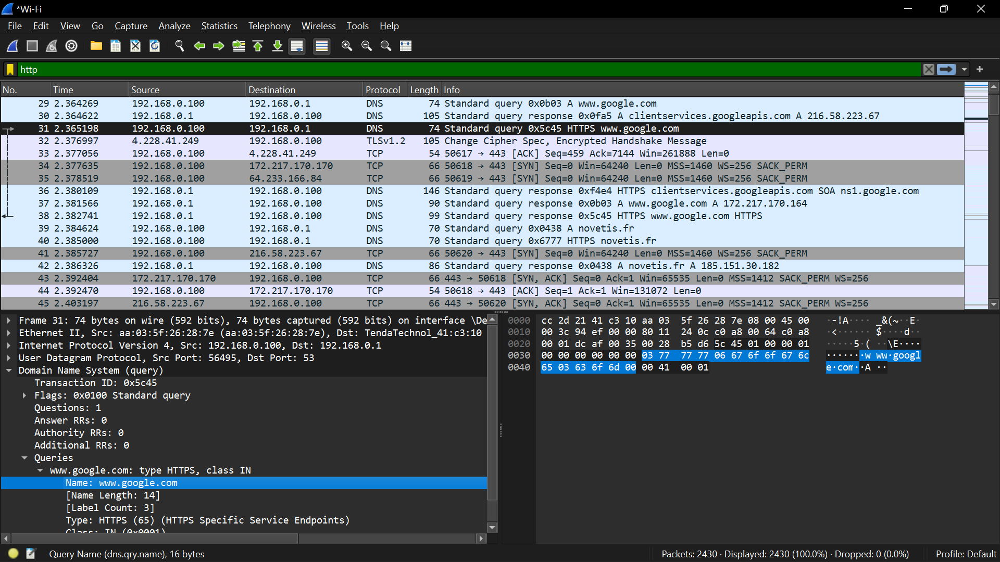 *Wi-Fi
File Edit View Go Capture Analyze Statistics Telephony Wireless Tools Help
http
No. Time Source Destination Protocol Length Info
29 2.364269 192.168.0.100 192.168.0.1 DNS 74 Standard query 0x0b03 A www.google.com
30 2.364622 192.168.0.1 192.168.0.100 DNS 105 Standard query response 0x0fa5 A clientservices.googleapis.com A 216.58.223.67
31 2.365198 192.168.0.100 192.168.0.1 DNS 74 Standard query 0x5c45 HTTPS www.google.com
32 2.376997 4.228.41.249 192.168.0.100 TLSv1.2 105 Change Cipher Spec, Encrypted Handshake Message
33 2.377056 192.168.0.100 4.228.41.249 TCP 54 50617 → 443 [ACK] Seq=459 Ack=7144 Win=261888 Len=0
34 2.377635 192.168.0.100 172.217.170.170 TCP 66 50618 → 443 [SYN] Seq=0 Win=64240 Len=0 MSS=1460 WS=256 SACK_PERM
35 2.378519 192.168.0.100 64.233.166.84 TCP 66 50619 → 443 [SYN] Seq=0 Win=64240 Len=0 MSS=1460 WS=256 SACK_PERM
36 2.380109 192.168.0.1 192.168.0.100 DNS 146 Standard query response 0xf4e4 HTTPS clientservices.googleapis.com SOA ns1.google.com
37 2.381566 192.168.0.1 192.168.0.100 DNS 90 Standard query response 0x0b03 A www.google.com A 172.217.170.164
38 2.382741 192.168.0.1 192.168.0.100 DNS 99 Standard query response 0x5c45 HTTPS www.google.com HTTPS
39 2.384624 192.168.0.100 192.168.0.1 DNS 70 Standard query 0x0438 A novetis.fr
40 2.385000 192.168.0.100 192.168.0.1 DNS 70 Standard query 0x6777 HTTPS novetis.fr
41 2.385727 192.168.0.100 216.58.223.67 TCP 66 50620 → 443 [SYN] Seq=0 Win=64240 Len=0 MSS=1460 WS=256 SACK_PERM
42 2.386326 192.168.0.1 192.168.0.100 DNS 86 Standard query response 0x0438 A novetis.fr A 185.151.30.182
43 2.392404 172.217.170.170 192.168.0.100 TCP 66 443 → 50618 [SYN, ACK] Seq=0 Ack=1 Win=65535 Len=0 MSS=1412 SACK_PERM WS=256
44 2.392470 192.168.0.100 172.217.170.170 TCP 54 50618 → 443 [ACK] Seq=1 Ack=1 Win=131072 Len=0
45 2.403197 216.58.223.67 192.168.0.100 TCP 66 443 → 50620 [SYN, ACK] Seq=0 Ack=1 Win=65535 Len=0 MSS=1412 SACK_PERM WS=256
Frame 31: 74 bytes on wire (592 bits), 74 bytes captured (592 bits) on interface \De
Ethernet II, Src: aa:03:5f:26:28:7e (aa:03:5f:26:28:7e), Dst: TendaTechnol_41:c3:10
Internet Protocol Version 4, Src: 192.168.0.100, Dst: 192.168.0.1
User Datagram Protocol, Src Port: 56495, Dst Port: 53
Domain Name System (query)
Transaction ID: 0x5c45
Flags: 0x0100 Standard query
Questions: 1
Answer RRs: 0
Authority RRs: 0
Additional RRs: 0
Queries
www.google.com: type HTTPS, class IN
Name: www.google.com
[Name Length: 14]
[Label Count: 3]
Type: HTTPS (65) (HTTPS Specific Service Endpoints)
Class: IN (0x0001)
0000 cc 2d 21 41 c3 10 aa 03 5f 26 28 7e 08 00 45 00 ·-!A···· _&(~··E·
0010 00 3c 94 ef 00 00 80 11 24 0c c0 a8 00 64 c0 a8 ·<······ $····d··
0020 00 01 dc af 00 35 00 28 b5 d6 5c 45 01 00 00 01 ·····5·( ··\E····
0030 00 00 00 00 00 00 03 77 77 77 06 67 6f 6f 67 6c ·······w ww·googl
0040 65 03 63 6f 6d 00 00 41 00 01 e·com··A ··
Query Name (dns.qry.name), 16 bytes
Packets: 2430 · Displayed: 2430 (100.0%) · Dropped: 0 (0.0%)
Profile: Default